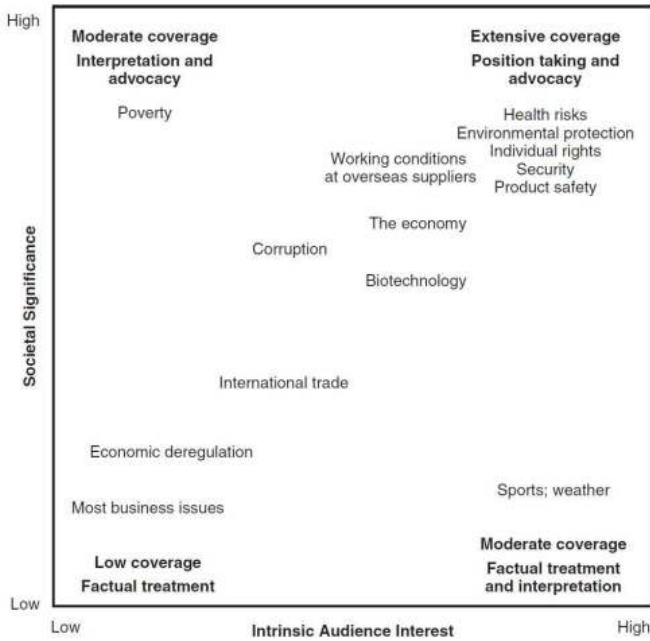 High
Moderate coverage
Interpretation and
advocacy
Extensive coverage
Position taking and
advocacy
Poverty
Health risks
Environmental protection
Individual rights
Security
Product safety
Working conditions
at overseas suppliers
The economy
Corruption
Biotechnology
Societal Significance
International trade
Economic deregulation
Sports; weather
Most business issues
Low coverage
Factual treatment
Moderate coverage
Factual treatment
and interpretation
Low
Low
Intrinsic Audience Interest
High